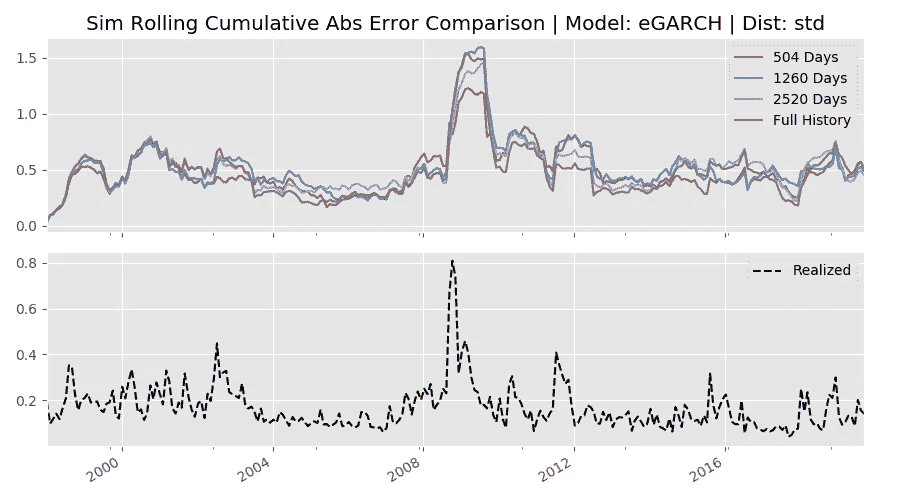 Sim Rolling Cumulative Abs Error Comparison | Model: eGARCH | Dist: std
1.5
1.0
0.5
0.0
504 Days
1260 Days
2520 Days
Full History
0.8
0.6
0.4
0.2
Realized
2000
2004
2008
2012
2016